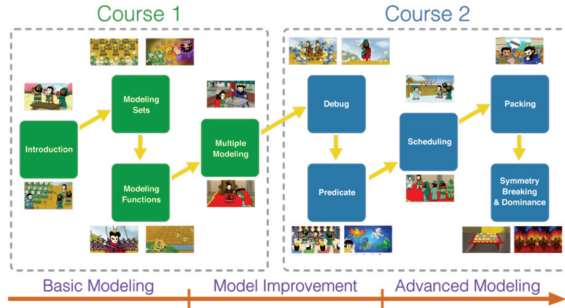 Course 1
Course 2
Introduction
Modeling
Sets
Modeling
Functions
Multiple
Modeling
Debug
Predicate
Scheduling
Packing
Symmetry
Breaking
& Dominance
Basic Modeling
Model Improvement
Advanced Modeling